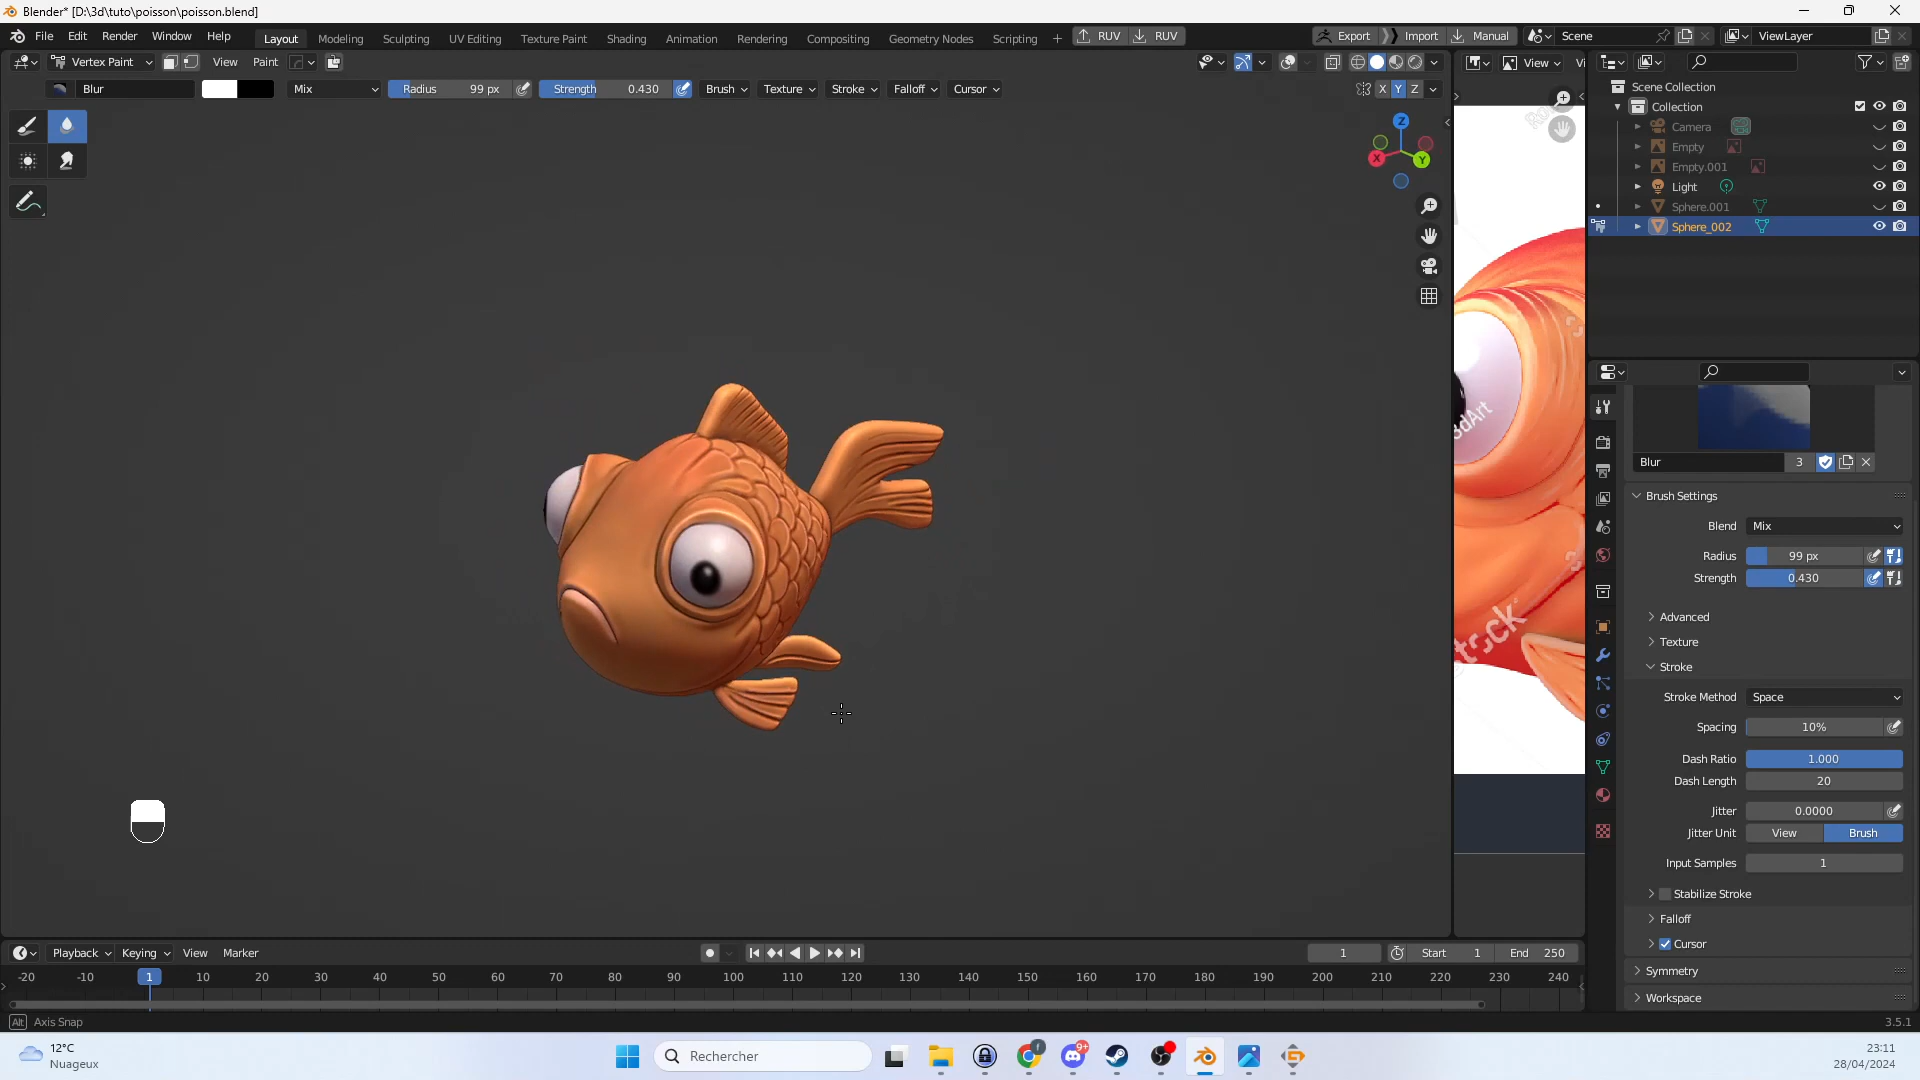 Blender* [D:\3d\tuto\poisson\poisson.blend]
File Edit Render Window Help Layout Modeling Sculpting UV Editing Texture Paint Shading Animation Rendering Compositing Geometry Nodes Scripting + RUV RUV Export Import Manual Scene ViewLayer
Vertex Paint View Paint View
Blur Mix Radius 99 px Strength 0.430 Brush Texture Stroke Falloff Cursor X Y Z
Scene Collection
Collection
Camera
Empty
Empty.001
Light
Sphere.001
Sphere_002
Z
X
Y
Blur 3
Brush Settings
Blend Mix
Radius 99 px
Strength 0.430
Advanced
Texture
Stroke
Stroke Method Space
Spacing 10%
Dash Ratio 1.000
Dash Length 20
Jitter 0.0000
Jitter Unit View Brush
Input Samples 1
Stabilize Stroke
Falloff
Cursor
Symmetry
Workspace
Playback Keying View Marker 1 Start 1 End 250
-20 -10 1 10 20 30 40 50 60 70 80 90 100 110 120 130 140 150 160 170 180 190 200 210 220 230 240
Alt Axis Snap 3.5.1
12°C
Nuageux
Rechercher
9+
23:11
28/04/2024